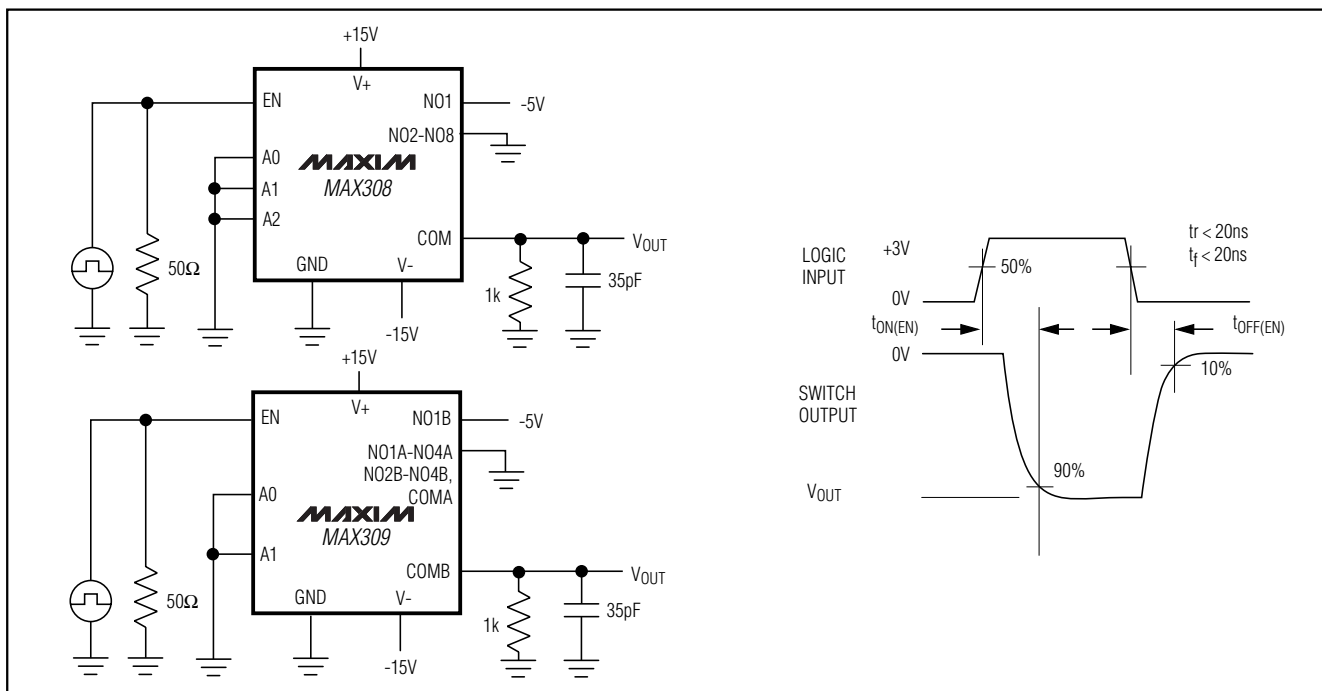 +15V
V+
EN
NO1
-5V
NO2-NO8
A0
MAXIM
MAX308
A1
A2
COM
VOUT
50Ω
GND
V-
1k
35pF
-15V
+15V
V+
EN
NO1B
-5V
NO1A-NO4A
NO2B-NO4B,
COMA
A0
MAXIM
MAX309
A1
COMB
VOUT
50Ω
GND
V-
1k
35pF
-15V
LOGIC
INPUT
+3V
50%
tr < 20ns
tf < 20ns
0V
tON(EN)
tOFF(EN)
0V
10%
SWITCH
OUTPUT
90%
VOUT